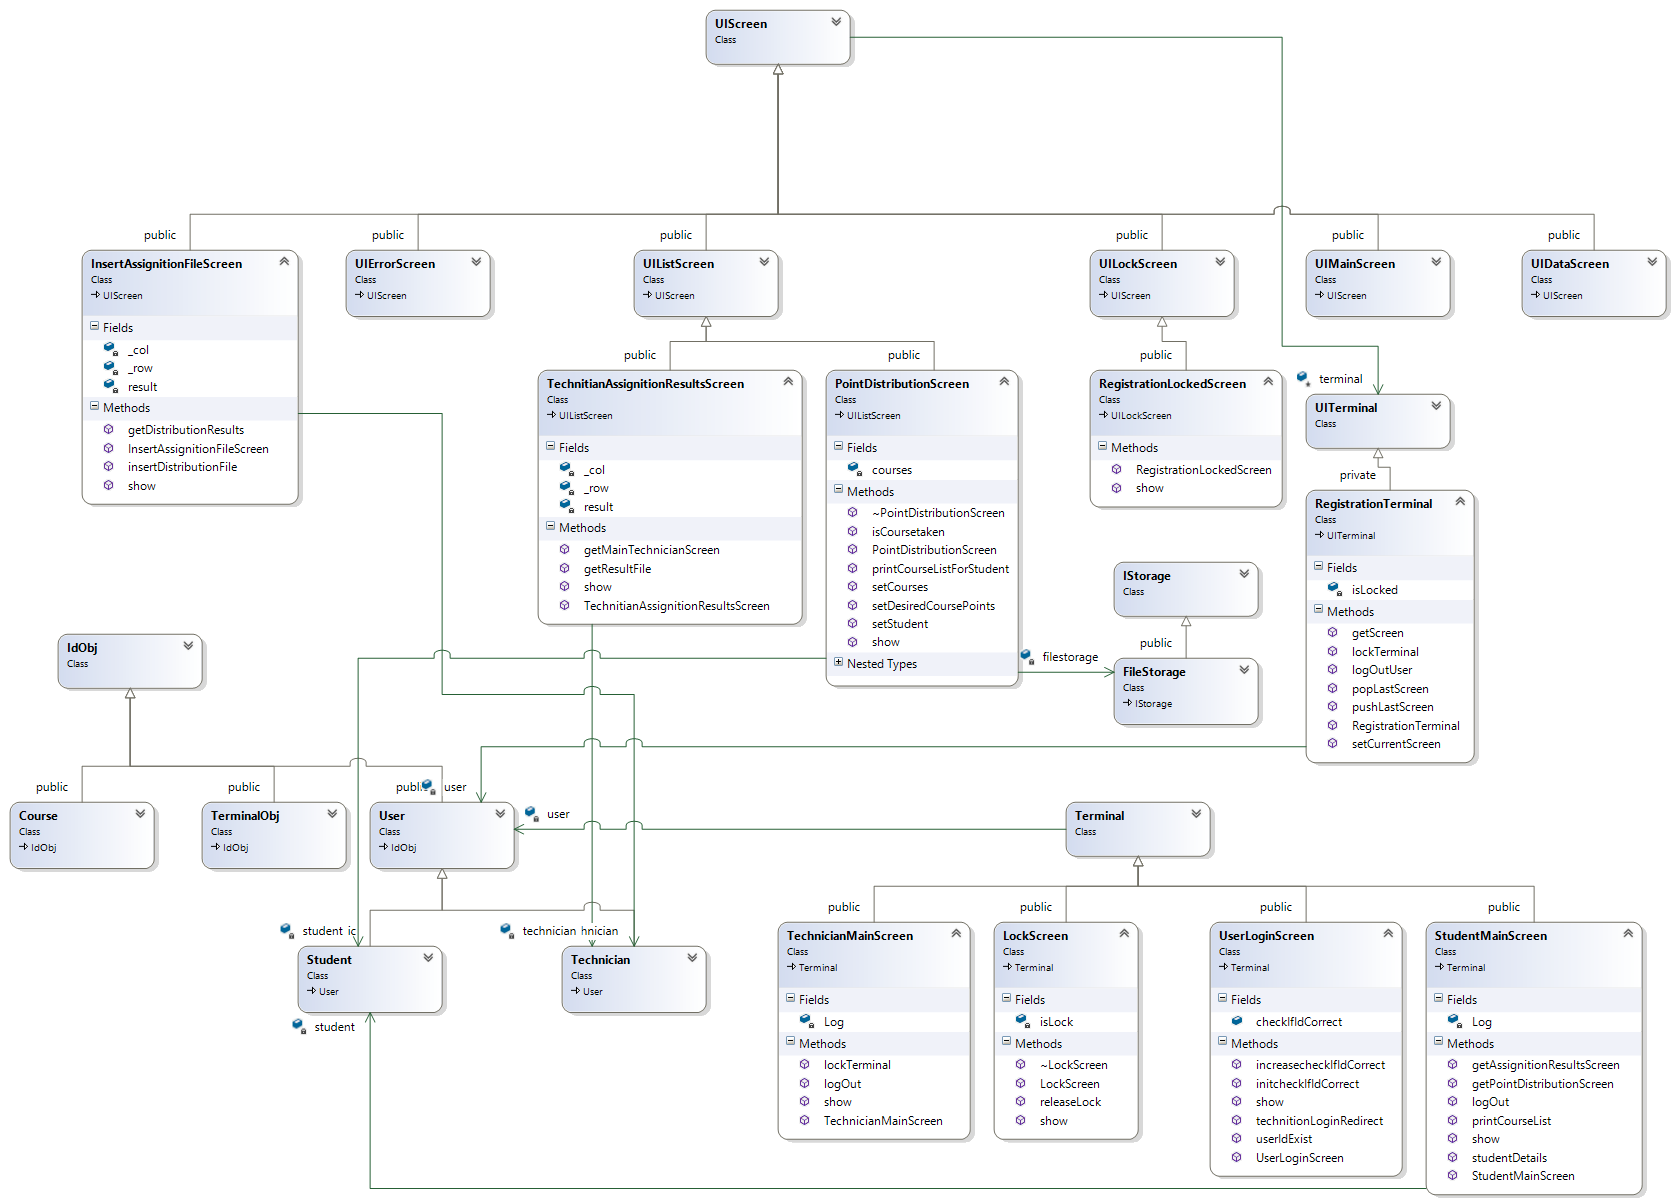 UIScreen
Class
public
public
public
public
public
public
InsertAssignitionFileScreen
Class
UIScreen
Fields
_col
_row
result
Methods
getDistributionResults
InsertAssignitionFileScreen
insertDistributionFile
show
UIErrorScreen
Class
UIScreen
UIListScreen
Class
UIScreen
UILockScreen
Class
UIScreen
UIMainScreen
Class
UIScreen
UIDataScreen
Class
UIScreen
public
public
public
terminal
TechnitianAssignitionResultsScreen
Class
UIListScreen
Fields
_col
_row
result
Methods
getMainTechnicianScreen
getResultFile
show
TechnitianAssignitionResultsScreen
PointDistributionScreen
Class
UIListScreen
Fields
courses
Methods
~PointDistributionScreen
isCoursetaken
PointDistributionScreen
printCourseListForStudent
setCourses
setDesiredCoursePoints
setStudent
show
Nested Types
RegistrationLockedScreen
Class
UILockScreen
Methods
RegistrationLockedScreen
show
UITerminal
Class
private
RegistrationTerminal
Class
UITerminal
Fields
isLocked
Methods
getScreen
lockTerminal
logOutUser
popLastScreen
pushLastScreen
RegistrationTerminal
setCurrentScreen
IStorage
Class
public
filestorage
FileStorage
Class
IStorage
IdObj
Class
public
public
user
Course
Class
IdObj
TerminalObj
Class
IdObj
User
Class
IdObj
user
Terminal
Class
student
technician
Student
Class
User
student
Technician
Class
User
public
public
public
public
TechnicianMainScreen
Class
Terminal
Fields
Log
Methods
lockTerminal
logOut
show
TechnicianMainScreen
LockScreen
Class
Terminal
Fields
isLock
Methods
~LockScreen
LockScreen
releaseLock
show
UserLoginScreen
Class
Terminal
Fields
checkIfIdCorrect
Methods
increasecheckIfIdCorrect
initcheckIfIdCorrect
show
technitionLoginRedirect
userIdExist
UserLoginScreen
StudentMainScreen
Class
Terminal
Fields
Log
Methods
getAssignitionResultsScreen
getPointDistributionScreen
logOut
printCourseList
show
studentDetails
StudentMainScreen